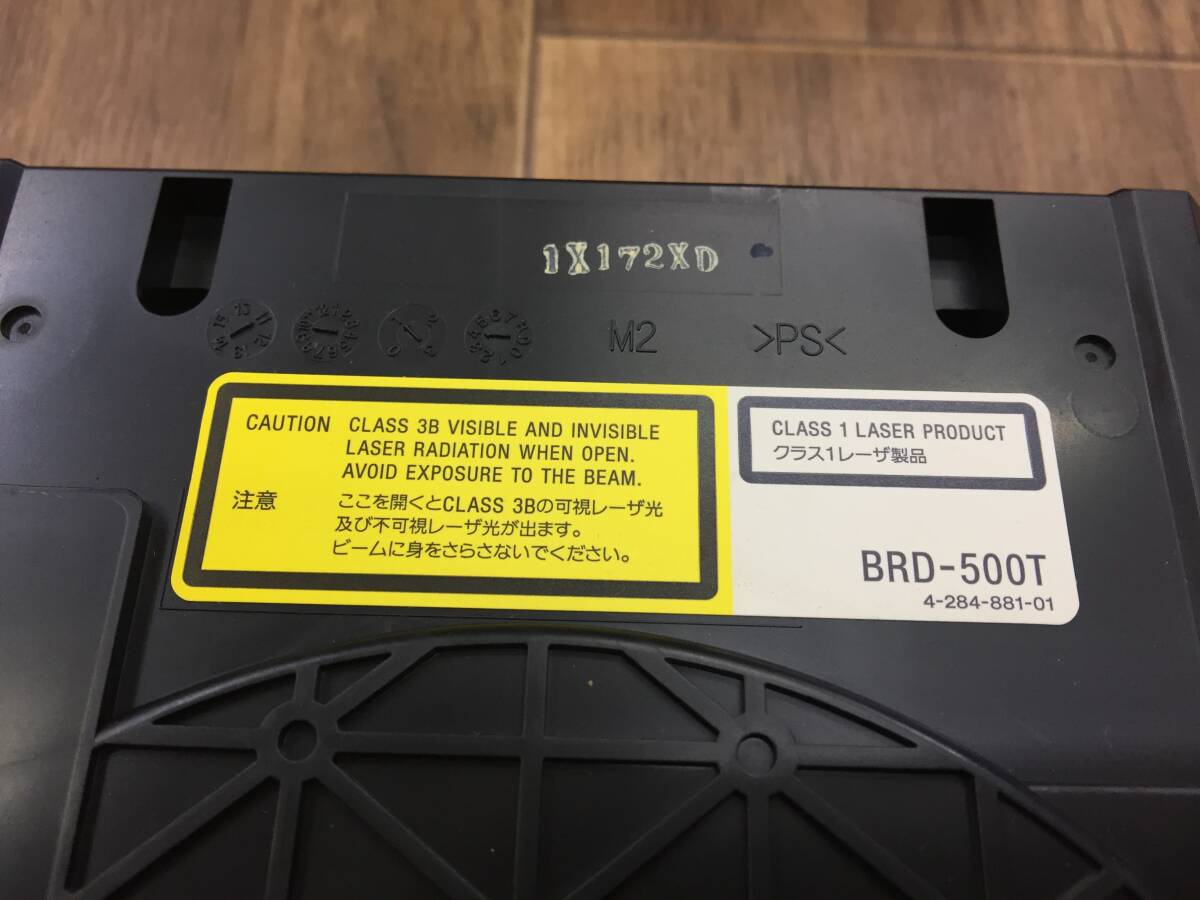 1X172XD
M2
>PS<
CAUTION CLASS 3B VISIBLE AND INVISIBLE
LASER RADIATION WHEN OPEN.
AVOID EXPOSURE TO THE BEAM.
注意 ここを開くとCLASS 3Bの可視レーザ光
及び不可視レーザ光が出ます。
ビームに身をさらさないでください。
CLASS 1 LASER PRODUCT
クラス1レーザ製品
BRD-500T
4-284-881-01